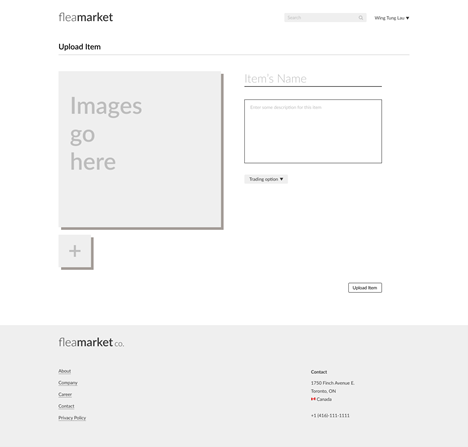 fleamarket
Search
Wing Tung Lau
Upload Item
Images
go
here
Item's Name
Enter some description for this item
Trading option
+
Upload Item
fleamarket co.
About
Company
Career
Contact
Privacy Policy
Contact
1750 Finch Avenue E.
Toronto, ON
Canada
+1 (416)-111-1111